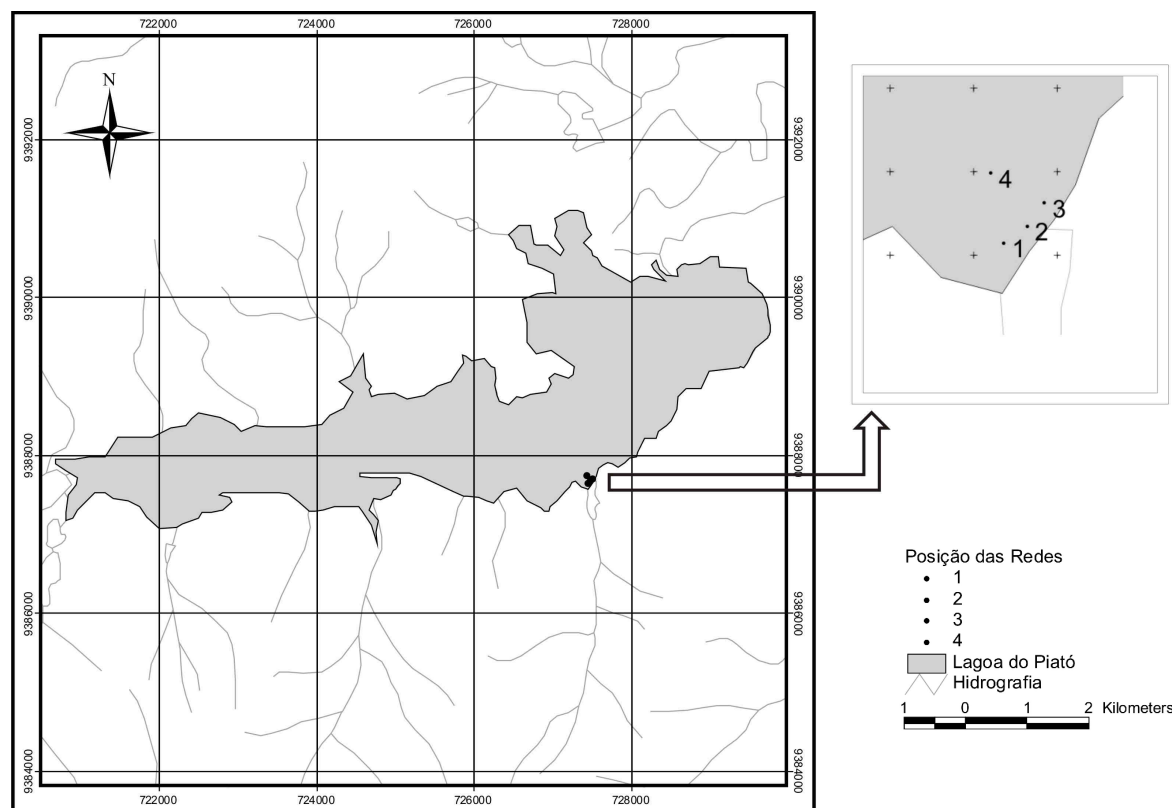 722000 724000 726000 728000
N
9392000 9392000
4
3
2
1
9390000 9390000
9388000 9388000
Posição das Redes
1
2
3
4
Lagoa do Piató
Hidrografia
1 0 1 2 Kilometers
9386000 9386000
9384000 9384000
722000 724000 726000 728000